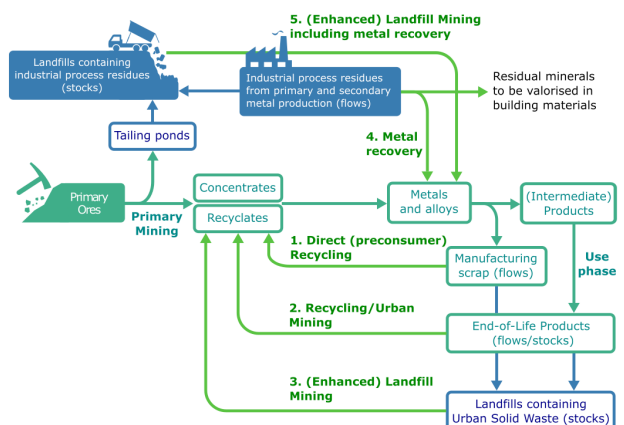 5. (Enhanced) Landfill Mining
including metal recovery
Landfills containing
industrial process residues
(stocks)
Industrial process residues
from primary and secondary
metal production (flows)
Residual minerals
to be valorised in
building materials
Tailing ponds
4. Metal
recovery
Primary
Ores
Primary
Mining
Concentrates
Recyclates
Metals
and alloys
(Intermediate)
Products
1. Direct (preconsumer)
Recycling
Manufacturing
scrap (flows)
Use
phase
2. Recycling/Urban
Mining
End-of-Life Products
(flows/stocks)
3. (Enhanced) Landfill
Mining
Landfills containing
Urban Solid Waste (stocks)